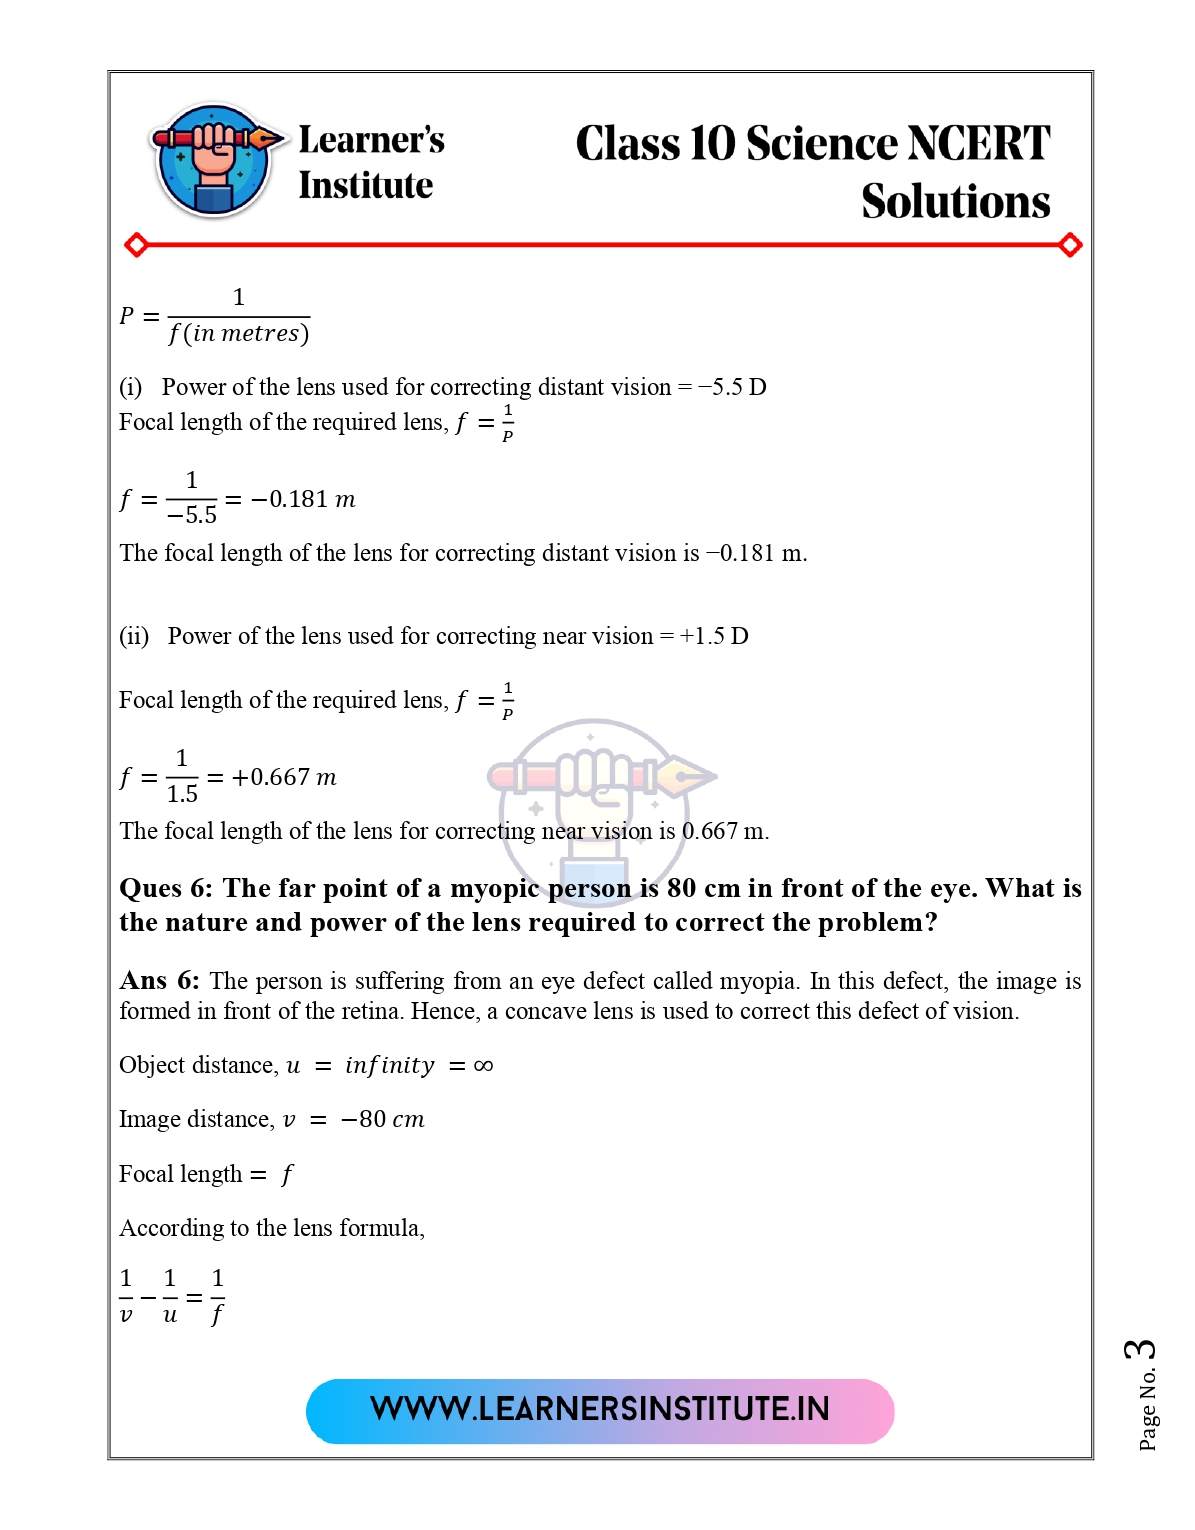 Learner's
Institute
Class 10 Science NCERT
Solutions
P = 1 / f(in metres)
(i) Power of the lens used for correcting distant vision = −5.5 D
Focal length of the required lens, f = 1/P
f = 1/−5.5 = −0.181 m
The focal length of the lens for correcting distant vision is −0.181 m.
(ii) Power of the lens used for correcting near vision = +1.5 D
Focal length of the required lens, f = 1/P
f = 1/1.5 = +0.667 m
The focal length of the lens for correcting near vision is 0.667 m.
Ques 6: The far point of a myopic person is 80 cm in front of the eye. What is
the nature and power of the lens required to correct the problem?
Ans 6: The person is suffering from an eye defect called myopia. In this defect, the image is
formed in front of the retina. Hence, a concave lens is used to correct this defect of vision.
Object distance, u = infinity = ∞
Image distance, v = −80 cm
Focal length = f
According to the lens formula,
1/v − 1/u = 1/f
WWW.LEARNERSINSTITUTE.IN
Page No. 3